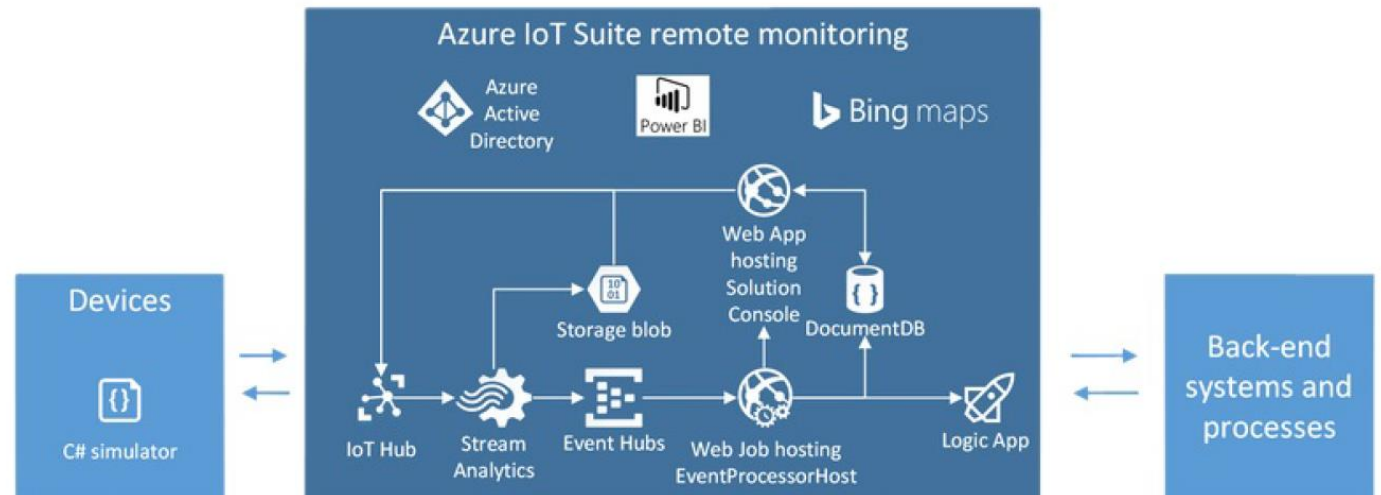 Azure IoT Suite remote monitoring
Azure
Active
Directory
Power BI
Bing maps
Web App
hosting
Solution
Console
DocumentDB
10
01
Storage blob
{ }
Devices
{}
C# simulator
IoT Hub
Stream
Analytics
Event Hubs
Web Job hosting
EventProcessorHost
Logic App
Back-end
systems and
processes